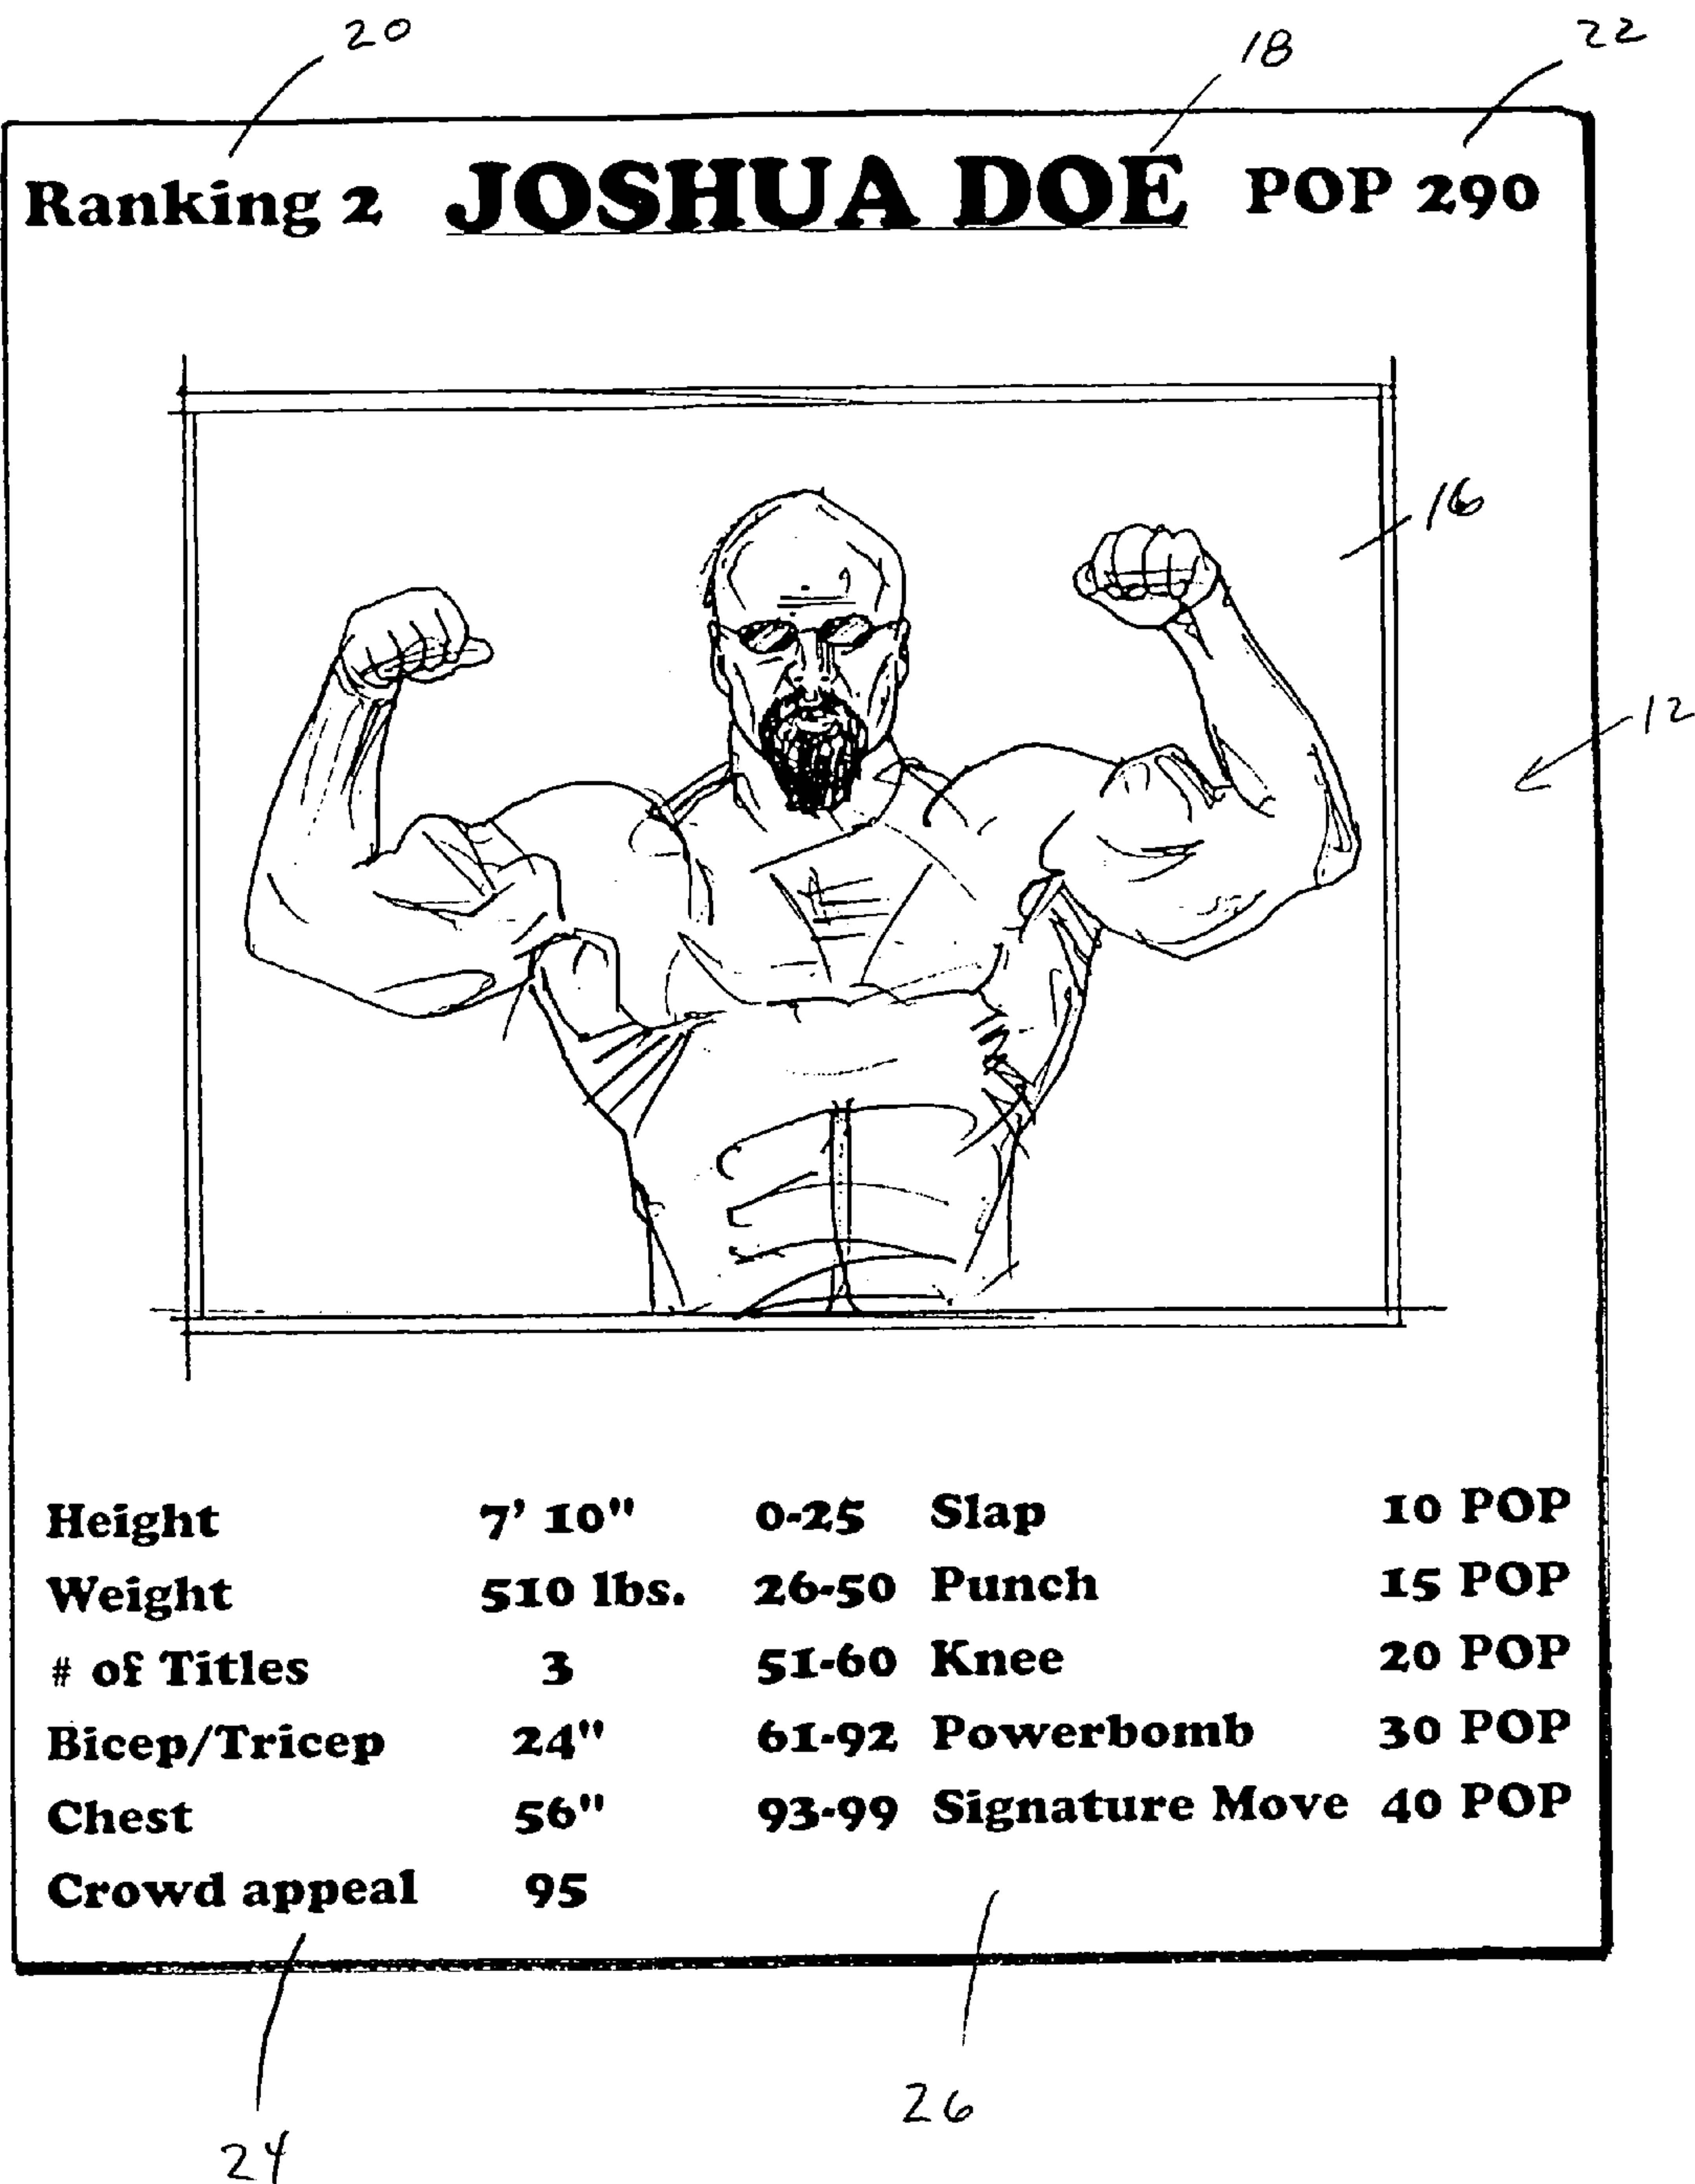 20 18 22
Ranking 2 JOSHUA DOE POP 290
16
12
Height 7' 10" 0-25 Slap 10 POP
Weight 510 lbs. 26-50 Punch 15 POP
# of Titles 3 51-60 Knee 20 POP
Bicep/Tricep 24" 61-92 Powerbomb 30 POP
Chest 56" 93-99 Signature Move 40 POP
Crowd appeal 95
26
24